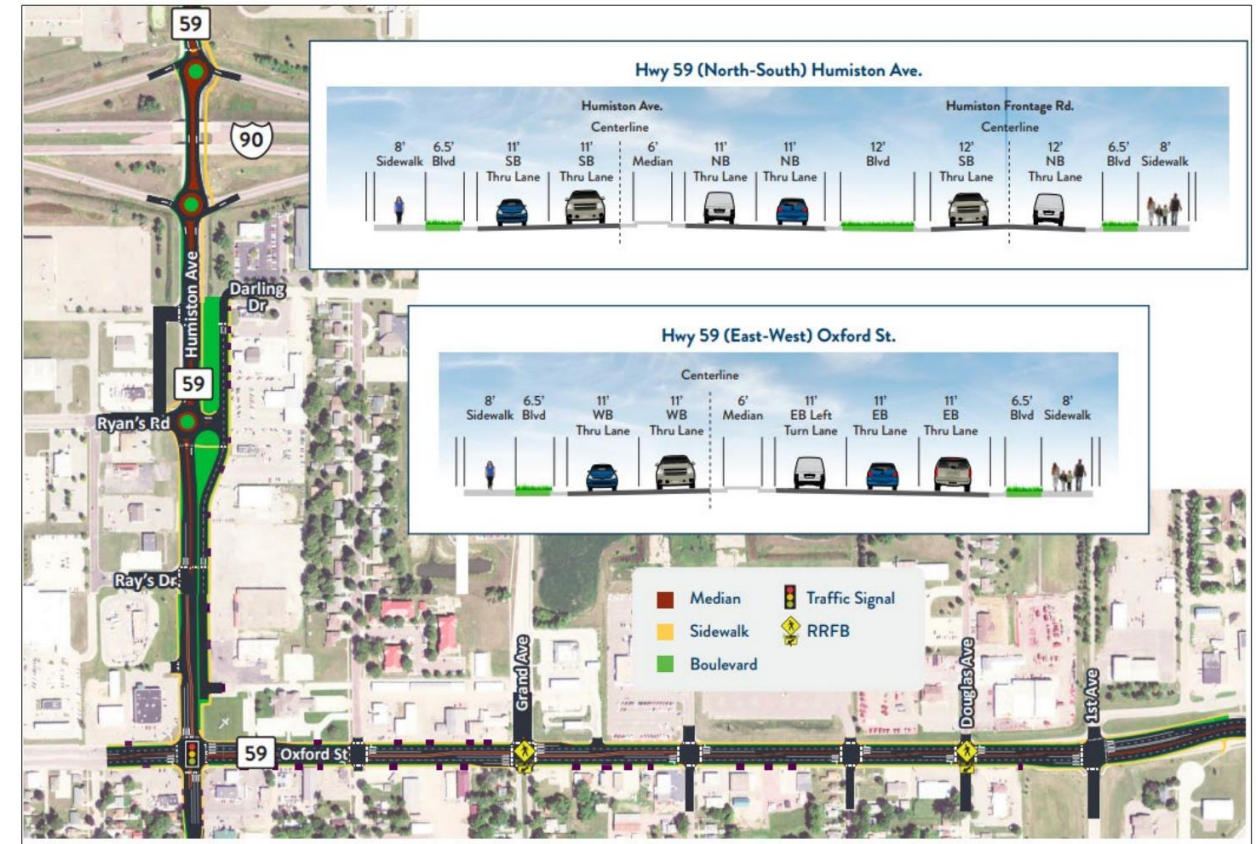 59
90
Humiston Ave
Darling
Dr
59
Ryan's Rd
Ray's Dr
59
Oxford St
Grand Ave
Douglas Ave
1st Ave
Hwy 59 (North-South) Humiston Ave.
Humiston Ave.
Centerline
Humiston Frontage Rd.
Centerline
8'
Sidewalk
6.5'
Blvd
11'
SB
Thru Lane
11'
SB
Thru Lane
6'
Median
11'
NB
Thru Lane
11'
NB
Thru Lane
12'
Blvd
12'
SB
Thru Lane
12'
NB
Thru Lane
6.5'
Blvd
8'
Sidewalk
Hwy 59 (East-West) Oxford St.
Centerline
8'
Sidewalk
6.5'
Blvd
11'
WB
Thru Lane
11'
WB
Thru Lane
6'
Median
11'
EB Left
Turn Lane
11'
EB
Thru Lane
11'
EB
Thru Lane
6.5'
Blvd
8'
Sidewalk
Median
Sidewalk
Boulevard
Traffic Signal
RRFB